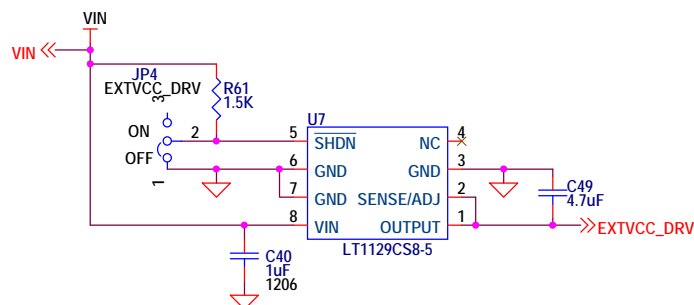 VIN
VIN
JP4
EXTVCC_DRV
3
R61
1.5K
U7
ON
2
OFF
1
5
SHDN
NC
4
6
GND
GND
3
7
GND
SENSE/ADJ
2
8
VIN
OUTPUT
1
LT1129CS8-5
C49
4.7uF
EXTVCC_DRV
C40
1uF
1206